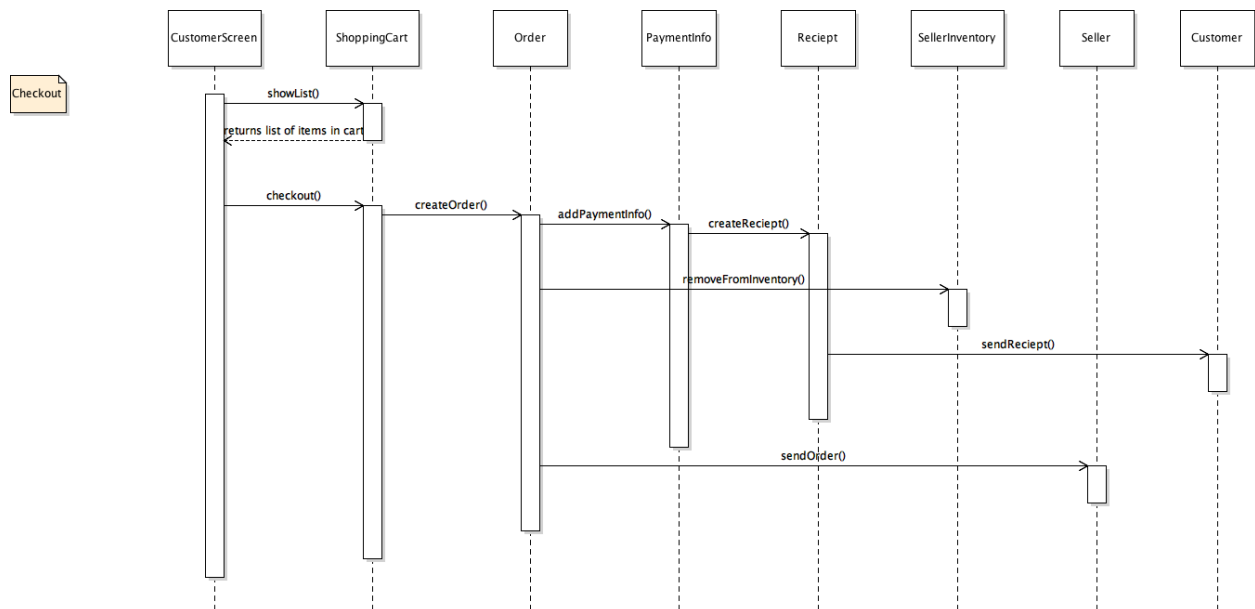 CustomerScreen
ShoppingCart
Order
PaymentInfo
Reciept
SellerInventory
Seller
Customer
Checkout
showList()
returns list of items in cart
checkout()
createOrder()
addPaymentInfo()
createReciept()
removeFromInventory()
sendReciept()
sendOrder()